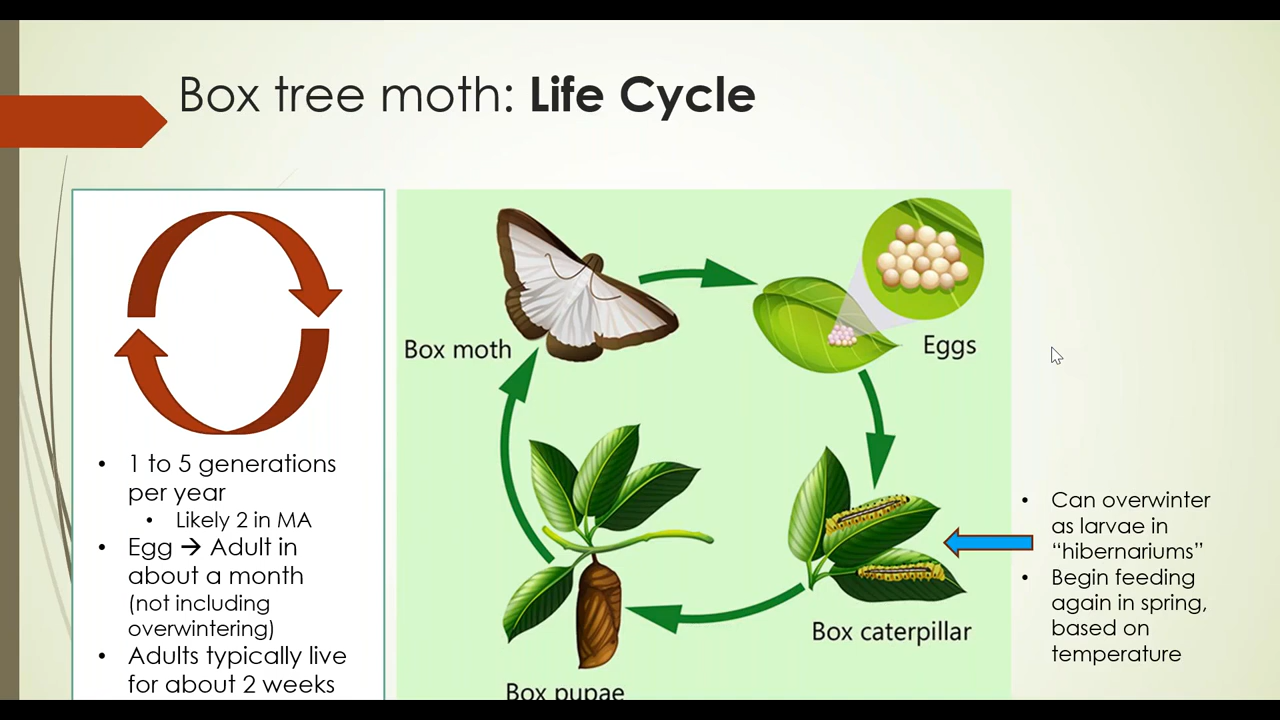 Box tree moth: Life Cycle
• 1 to 5 generations
per year
• Likely 2 in MA
• Egg → Adult in
about a month
(not including
overwintering)
• Adults typically live
for about 2 weeks
Box moth
Eggs
Box caterpillar
Box pupae
• Can overwinter
as larvae in
“hibernariums”
• Begin feeding
again in spring,
based on
temperature